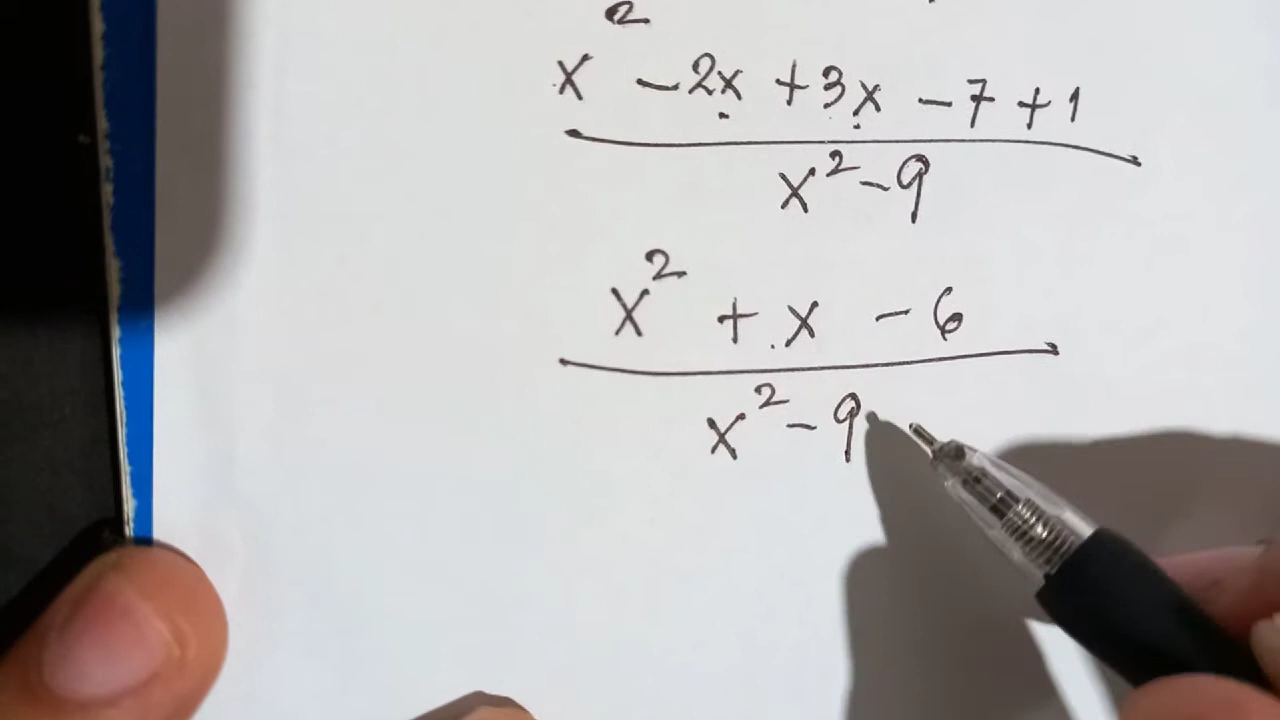 x² - 2x + 3x - 7 + 1
x² - 9
x² + x - 6
x² - 9